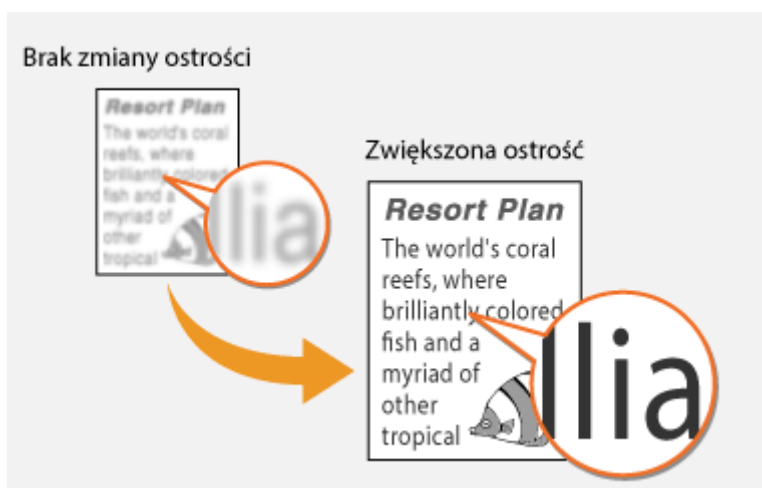 Brak zmiany ostrości
Resort Plan
The world's coral
reefs, where
brilliantly colored
fish and a
myriad of
other
tropical
lia
Zwiększona ostrość
Resort Plan
The world's coral
reefs, where
brilliantly colored
fish and a
myriad of
other
tropical
llia